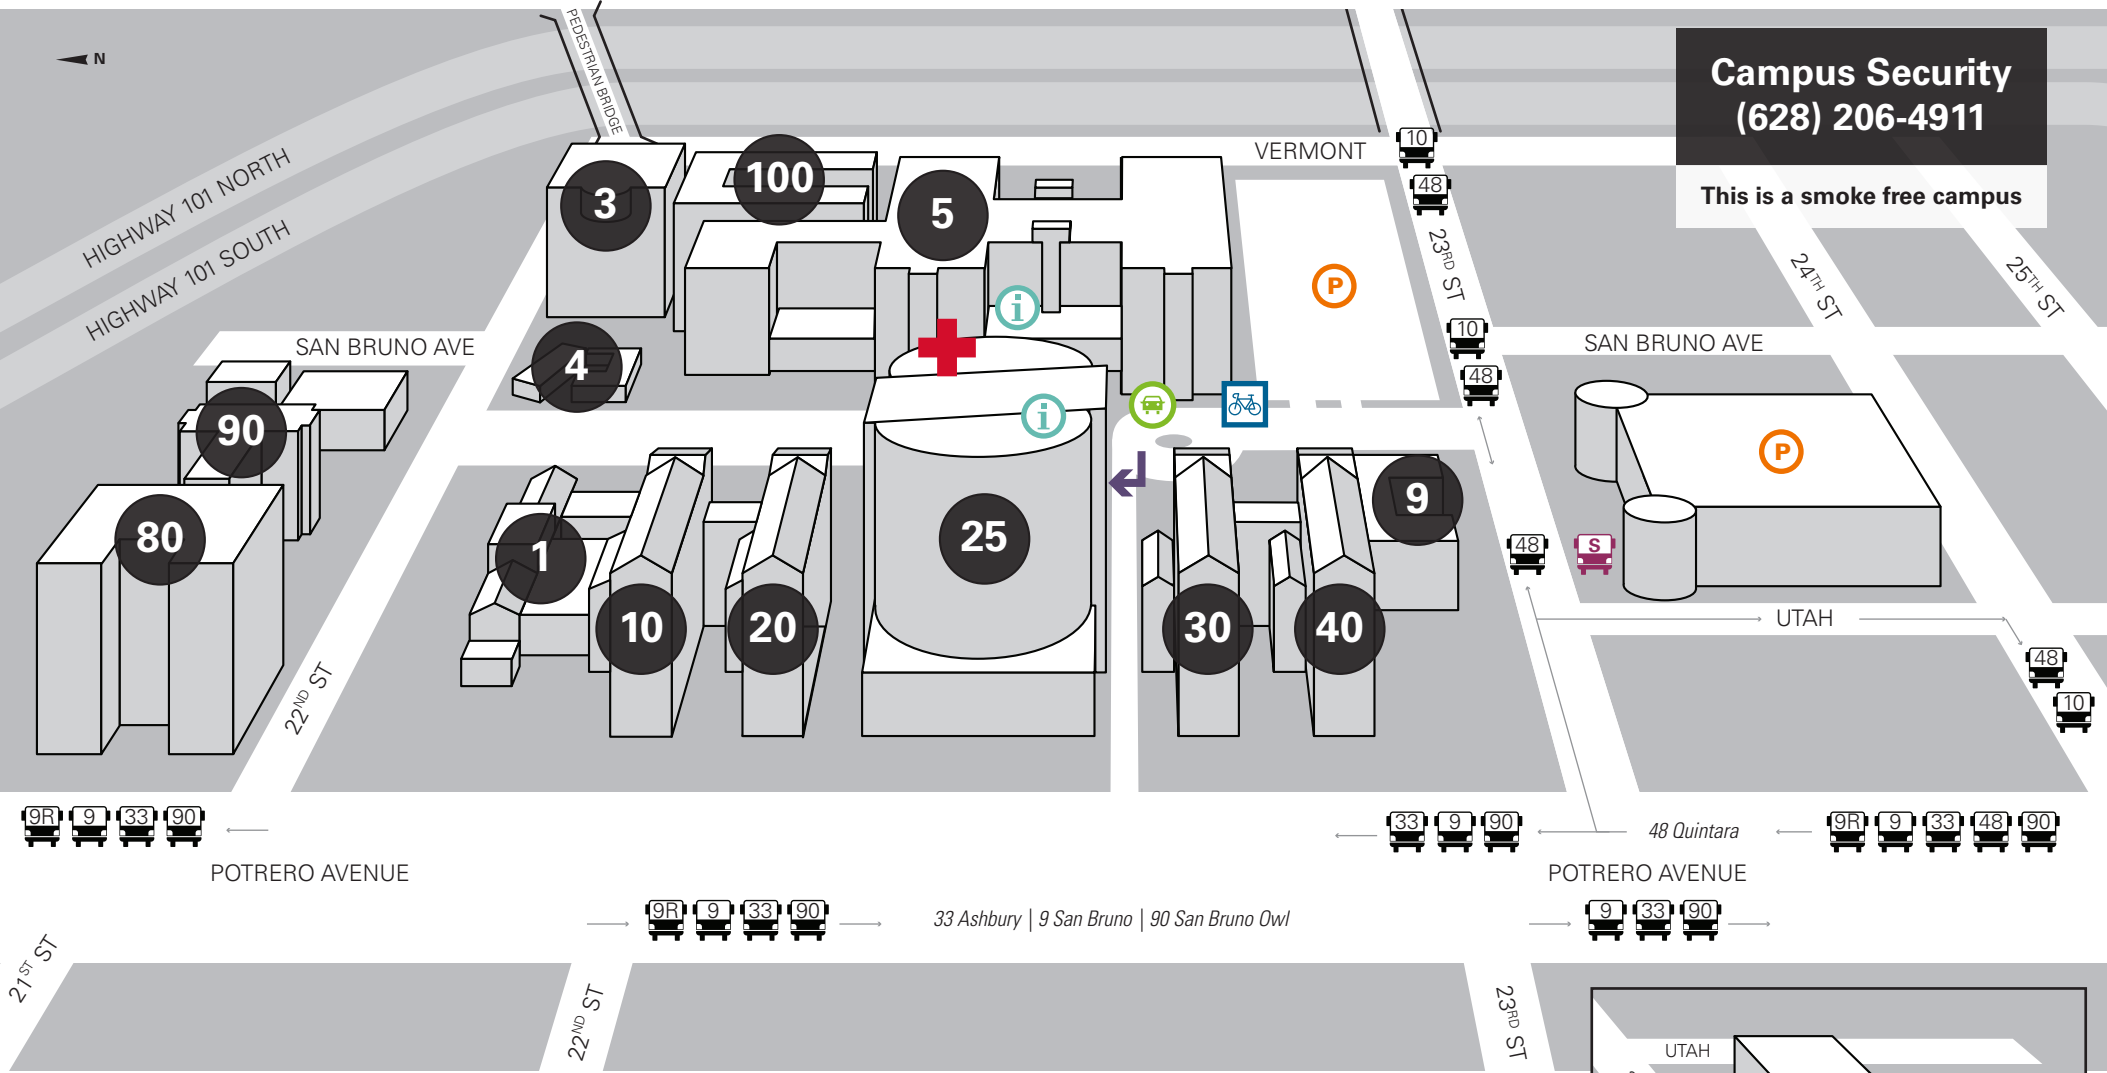 N
PEDESTRIAN BRIDGE
Campus Security
(628) 206-4911
This is a smoke free campus
HIGHWAY 101 NORTH
HIGHWAY 101 SOUTH
VERMONT
10
48
3
100
5
23RD ST
24TH ST
25TH ST
P
i
SAN BRUNO AVE
4
10
48
SAN BRUNO AVE
i
90
P
80
1
25
9
48
S
10
20
30
40
UTAH
48
10
22ND ST
9R
9
33
90
33
9
90
48 Quintara
9R
9
33
48
90
POTRERO AVENUE
POTRERO AVENUE
9R
9
33
90
33 Ashbury | 9 San Bruno | 90 San Bruno Owl
9
33
90
21ST ST
22ND ST
23RD ST
UTAH